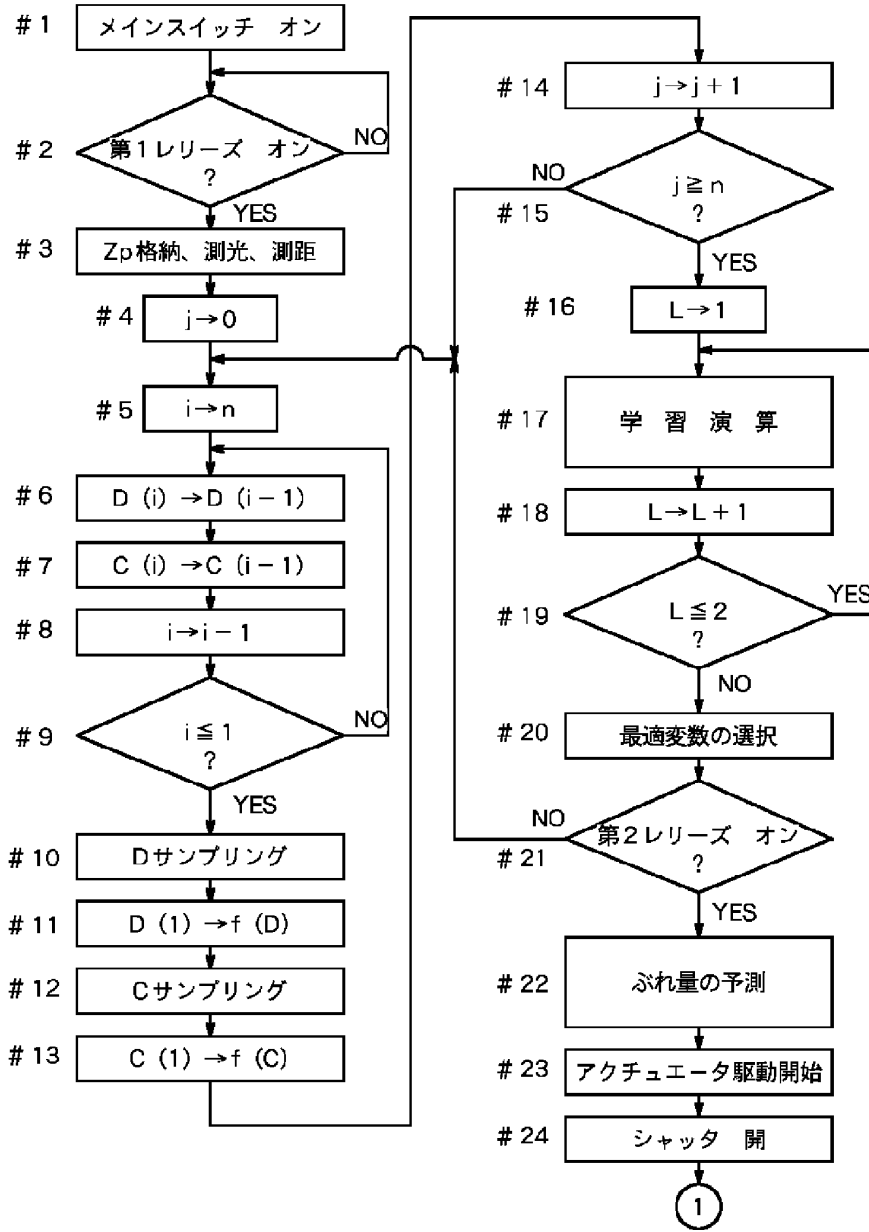 #1 メインスイッチ オン
#2 第1レリーズ オン
?
NO
YES
#3 Zp格納、測光、測距
#4 j→0
#5 i→n
#6 D (i) →D (i−1)
#7 C (i) →C (i−1)
#8 i→i−1
#9 i≦1
?
NO
YES
#10 Dサンプリング
#11 D (1) →f (D)
#12 Cサンプリング
#13 C (1) →f (C)
#14 j→j+1
NO
#15 j≧n
?
YES
#16 L→1
#17 学 習 演 算
#18 L→L+1
#19 L≦2
?
YES
NO
#20 最適変数の選択
NO
#21 第2レリーズ オン
?
YES
#22 ぶれ量の予測
#23 アクチュエータ駆動開始
#24 シャッタ 開
1